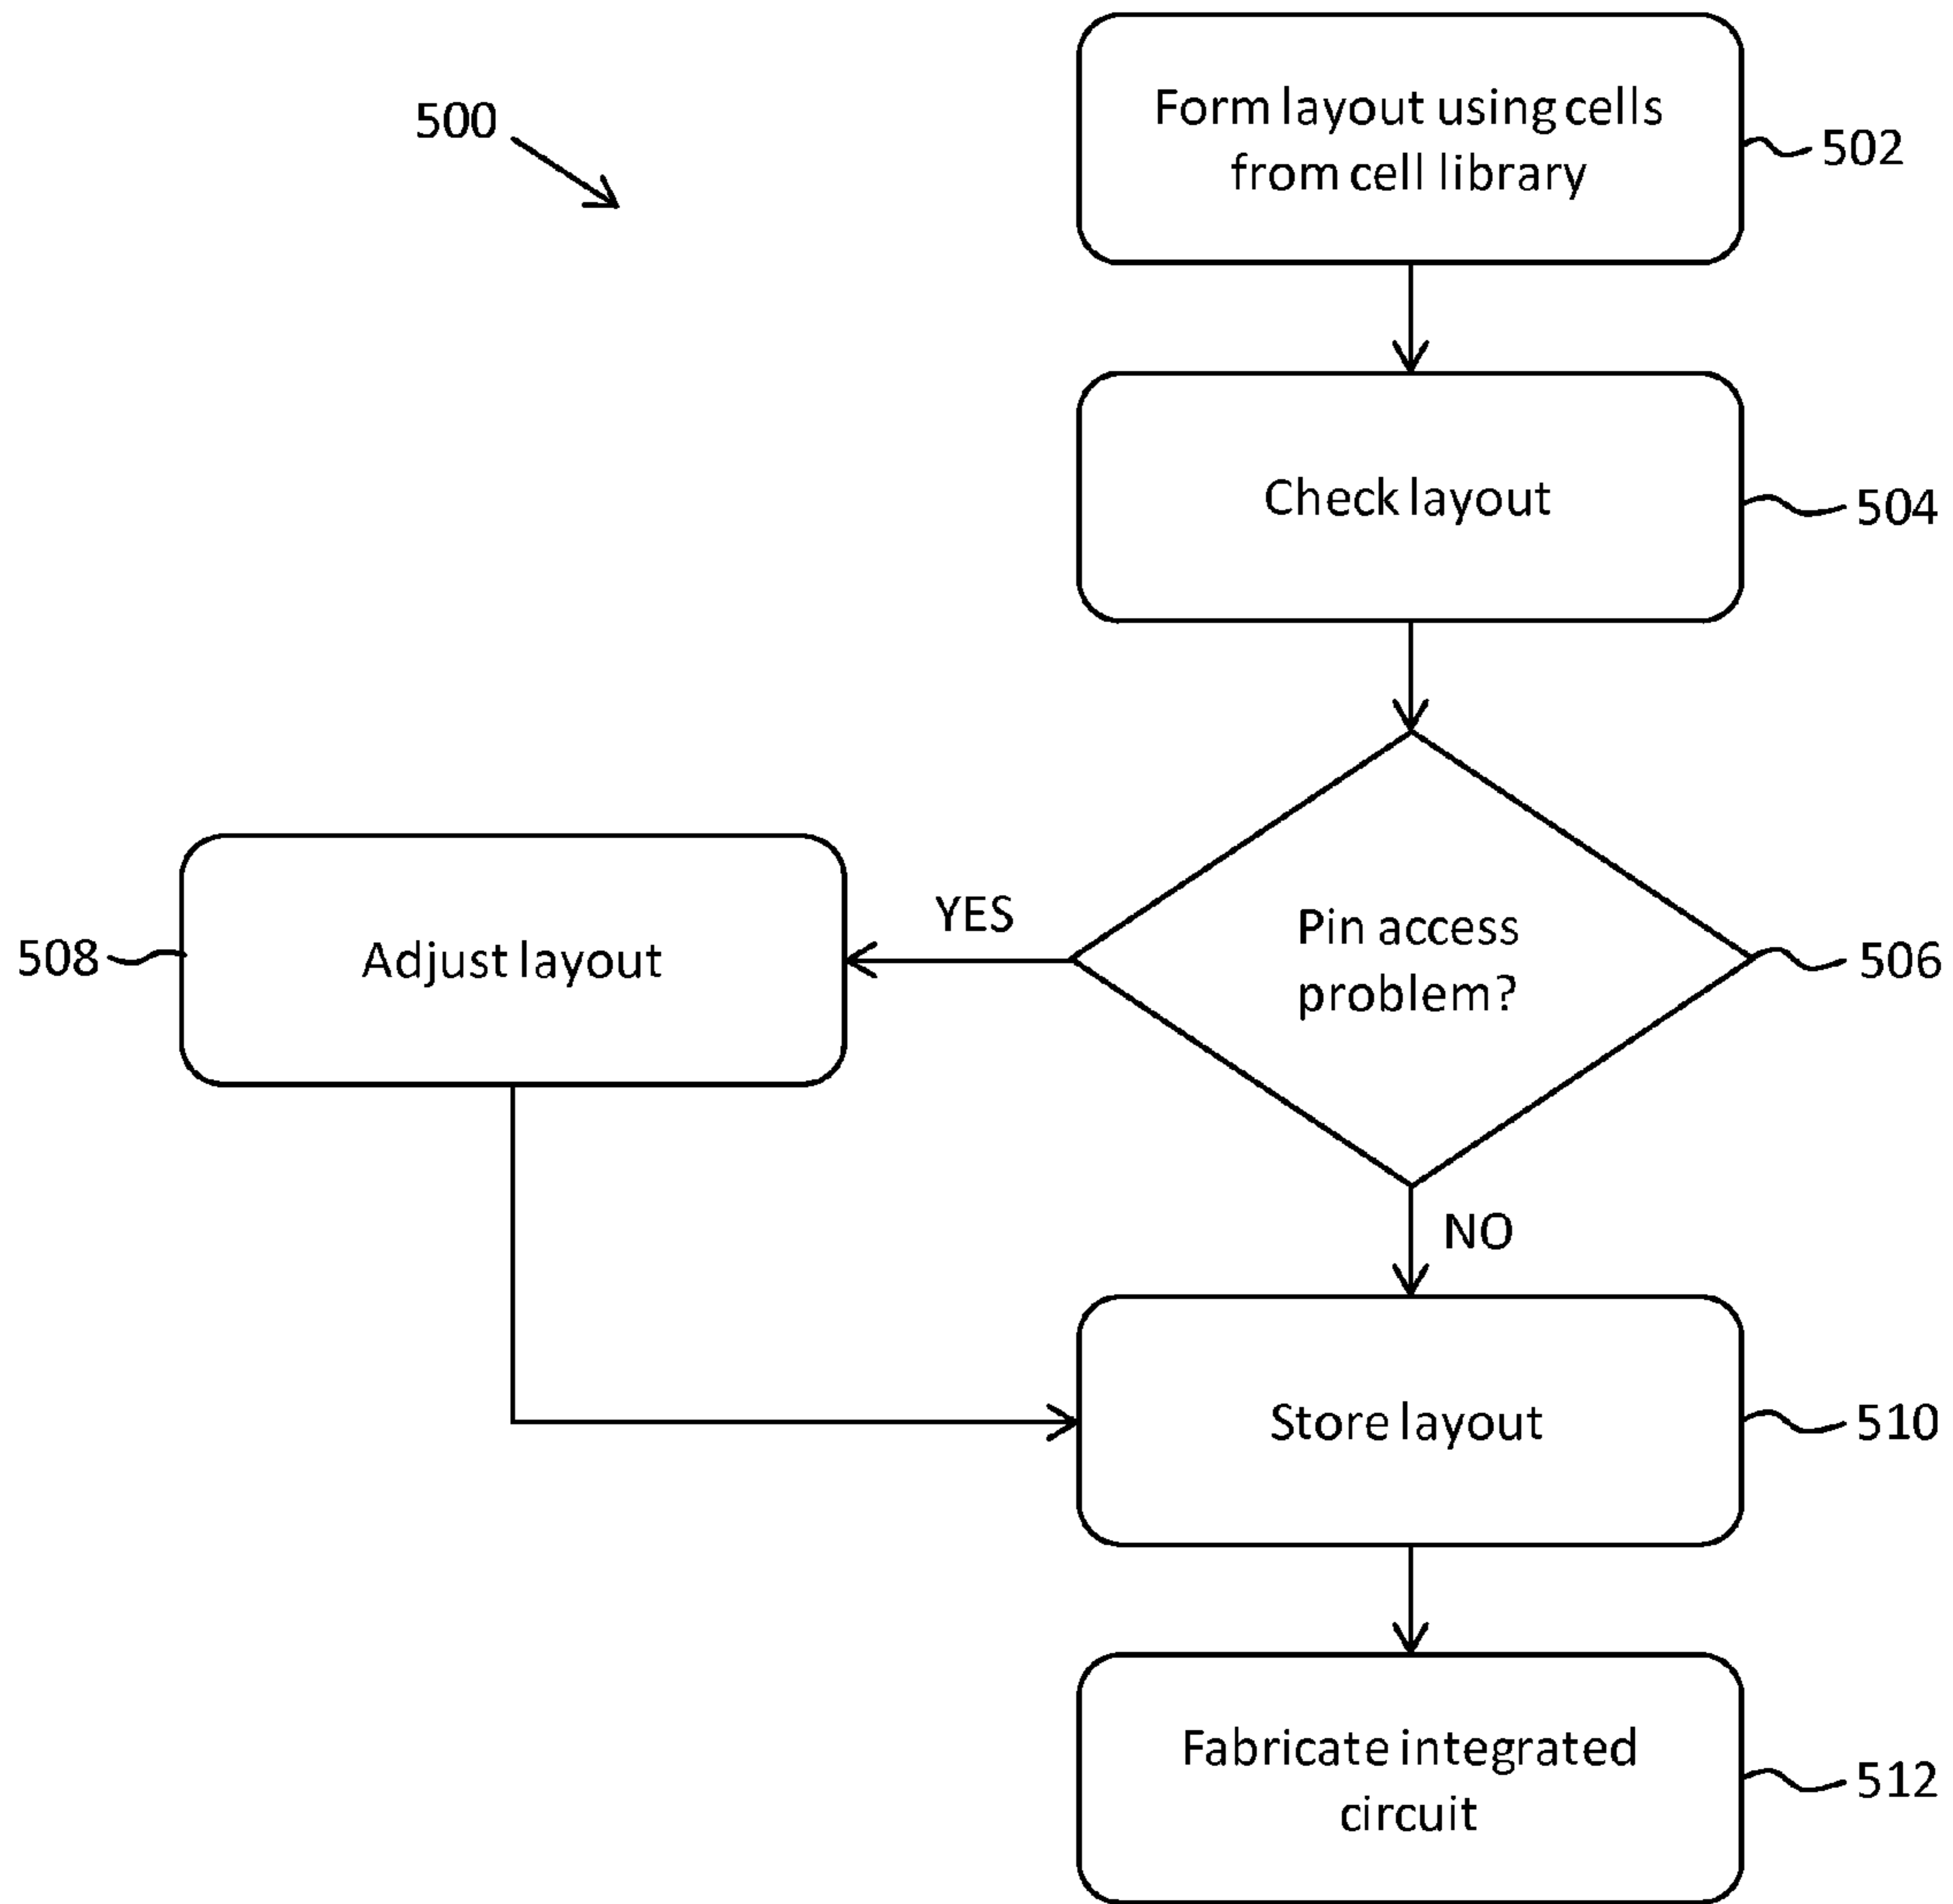 500
Form layout using cells
from cell library
502
Check layout
504
YES
Pin access
problem?
506
508
Adjust layout
NO
Store layout
510
Fabricate integrated
circuit
512